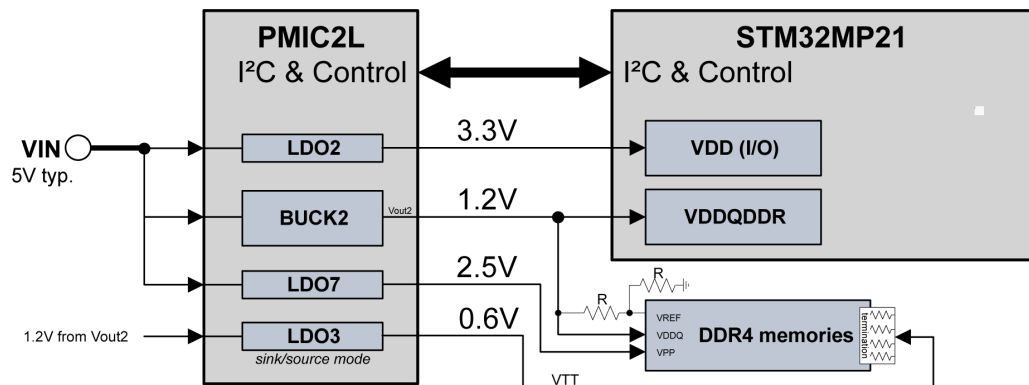 PMIC2L
I²C & Control
STM32MP21
I²C & Control
VIN
5V typ.
LDO2
3.3V
VDD (I/O)
BUCK2
Vout2
1.2V
VDDQDDR
LDO7
2.5V
R
R
1.2V from Vout2
LDO3
sink/source mode
0.6V
VREF
VDDQ
VPP
DDR4 memories
termination
VTT